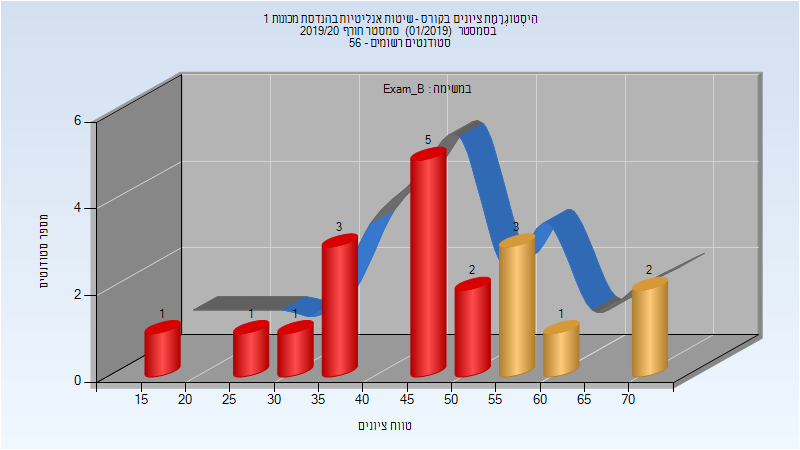 הִיסְטוֹגְרָמַת ציונים בקורס - שיטות אנליטיות בהנדסת מכונות 1
בסמסטר (01/2019) סמסטר חורף 2019/20
סטודנטים רשומים - 56
במשימה : Exam_B
מספר סטודנטים
6
4
2
0
1
1
1
3
5
2
3
1
2
15 20 25 30 35 40 45 50 55 60 65 70
טווח ציונים